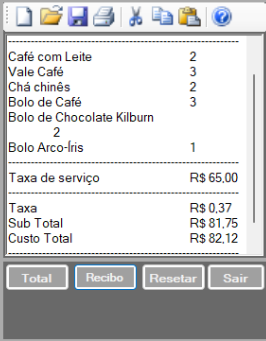 Café com Leite 2
Vale Café 3
Chá chinês 2
Bolo de Café 3
Bolo de Chocolate Kilburn
2
Bolo Arco-Íris 1
Taxa de serviço R$ 65,00
Taxa R$ 0,37
Sub Total R$ 81,75
Custo Total R$ 82,12
Total Recibo Resetar Sair